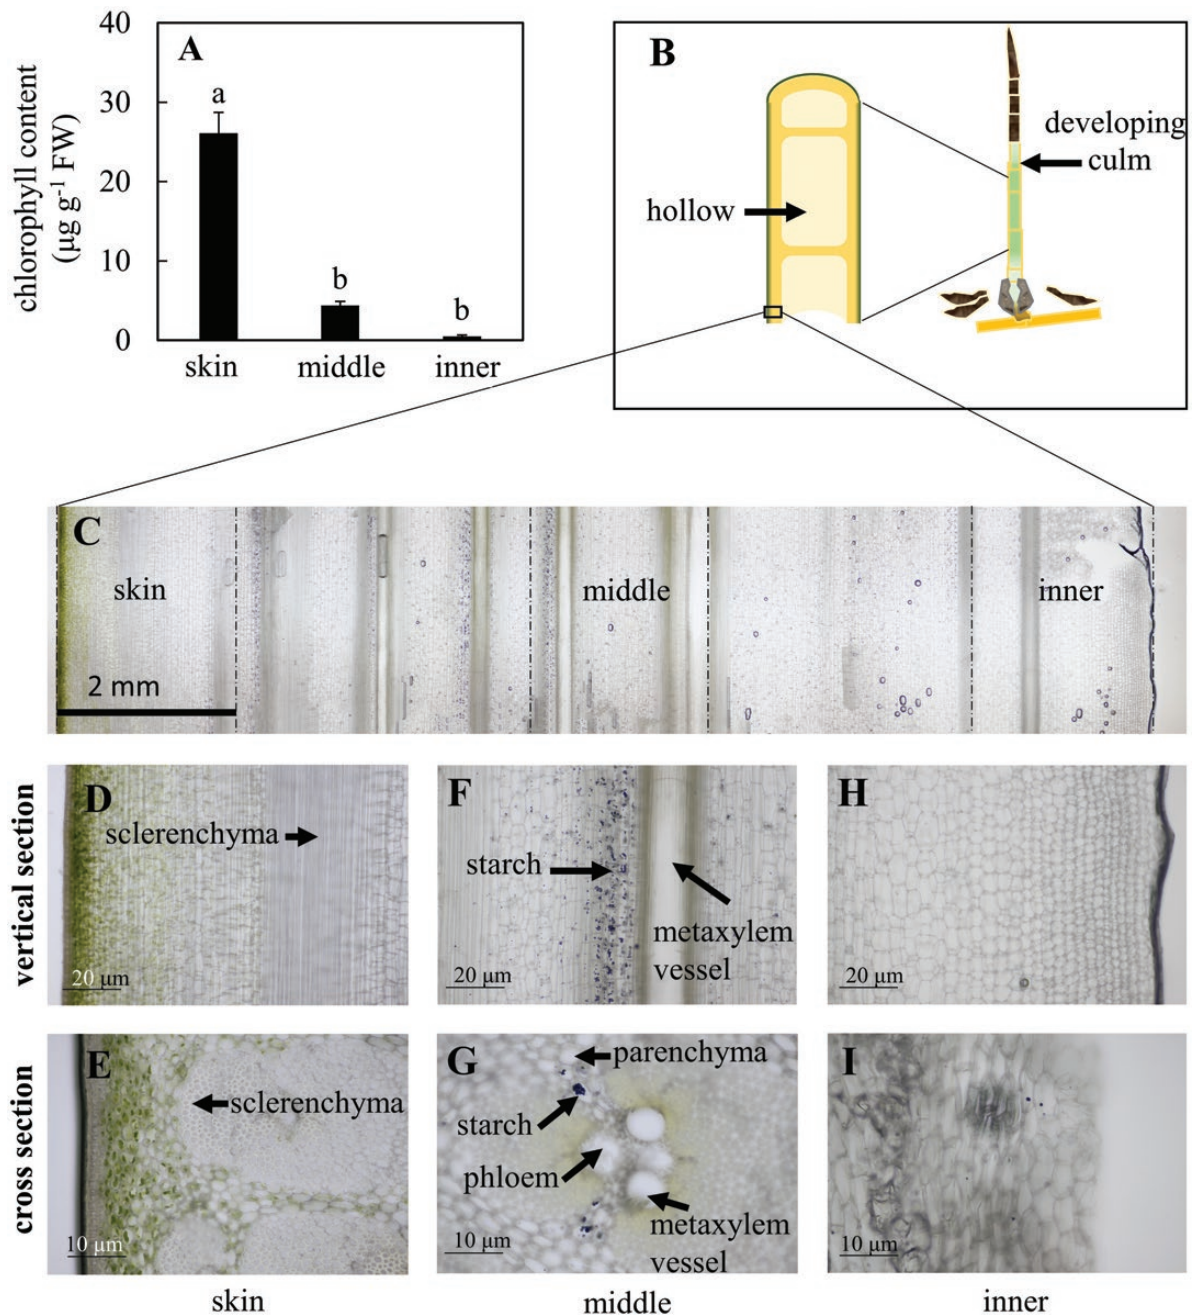 A
chlorophyll content
(µg g⁻¹ FW)
40
30
20
10
0
a
b
b
skin
middle
inner
B
hollow
developing
culm
C
skin
middle
inner
2 mm
vertical section
D
sclerenchyma
20 µm
F
starch
metaxylem
vessel
20 µm
H
20 µm
cross section
E
sclerenchyma
10 µm
G
parenchyma
starch
phloem
metaxylem
vessel
10 µm
I
10 µm
skin
middle
inner